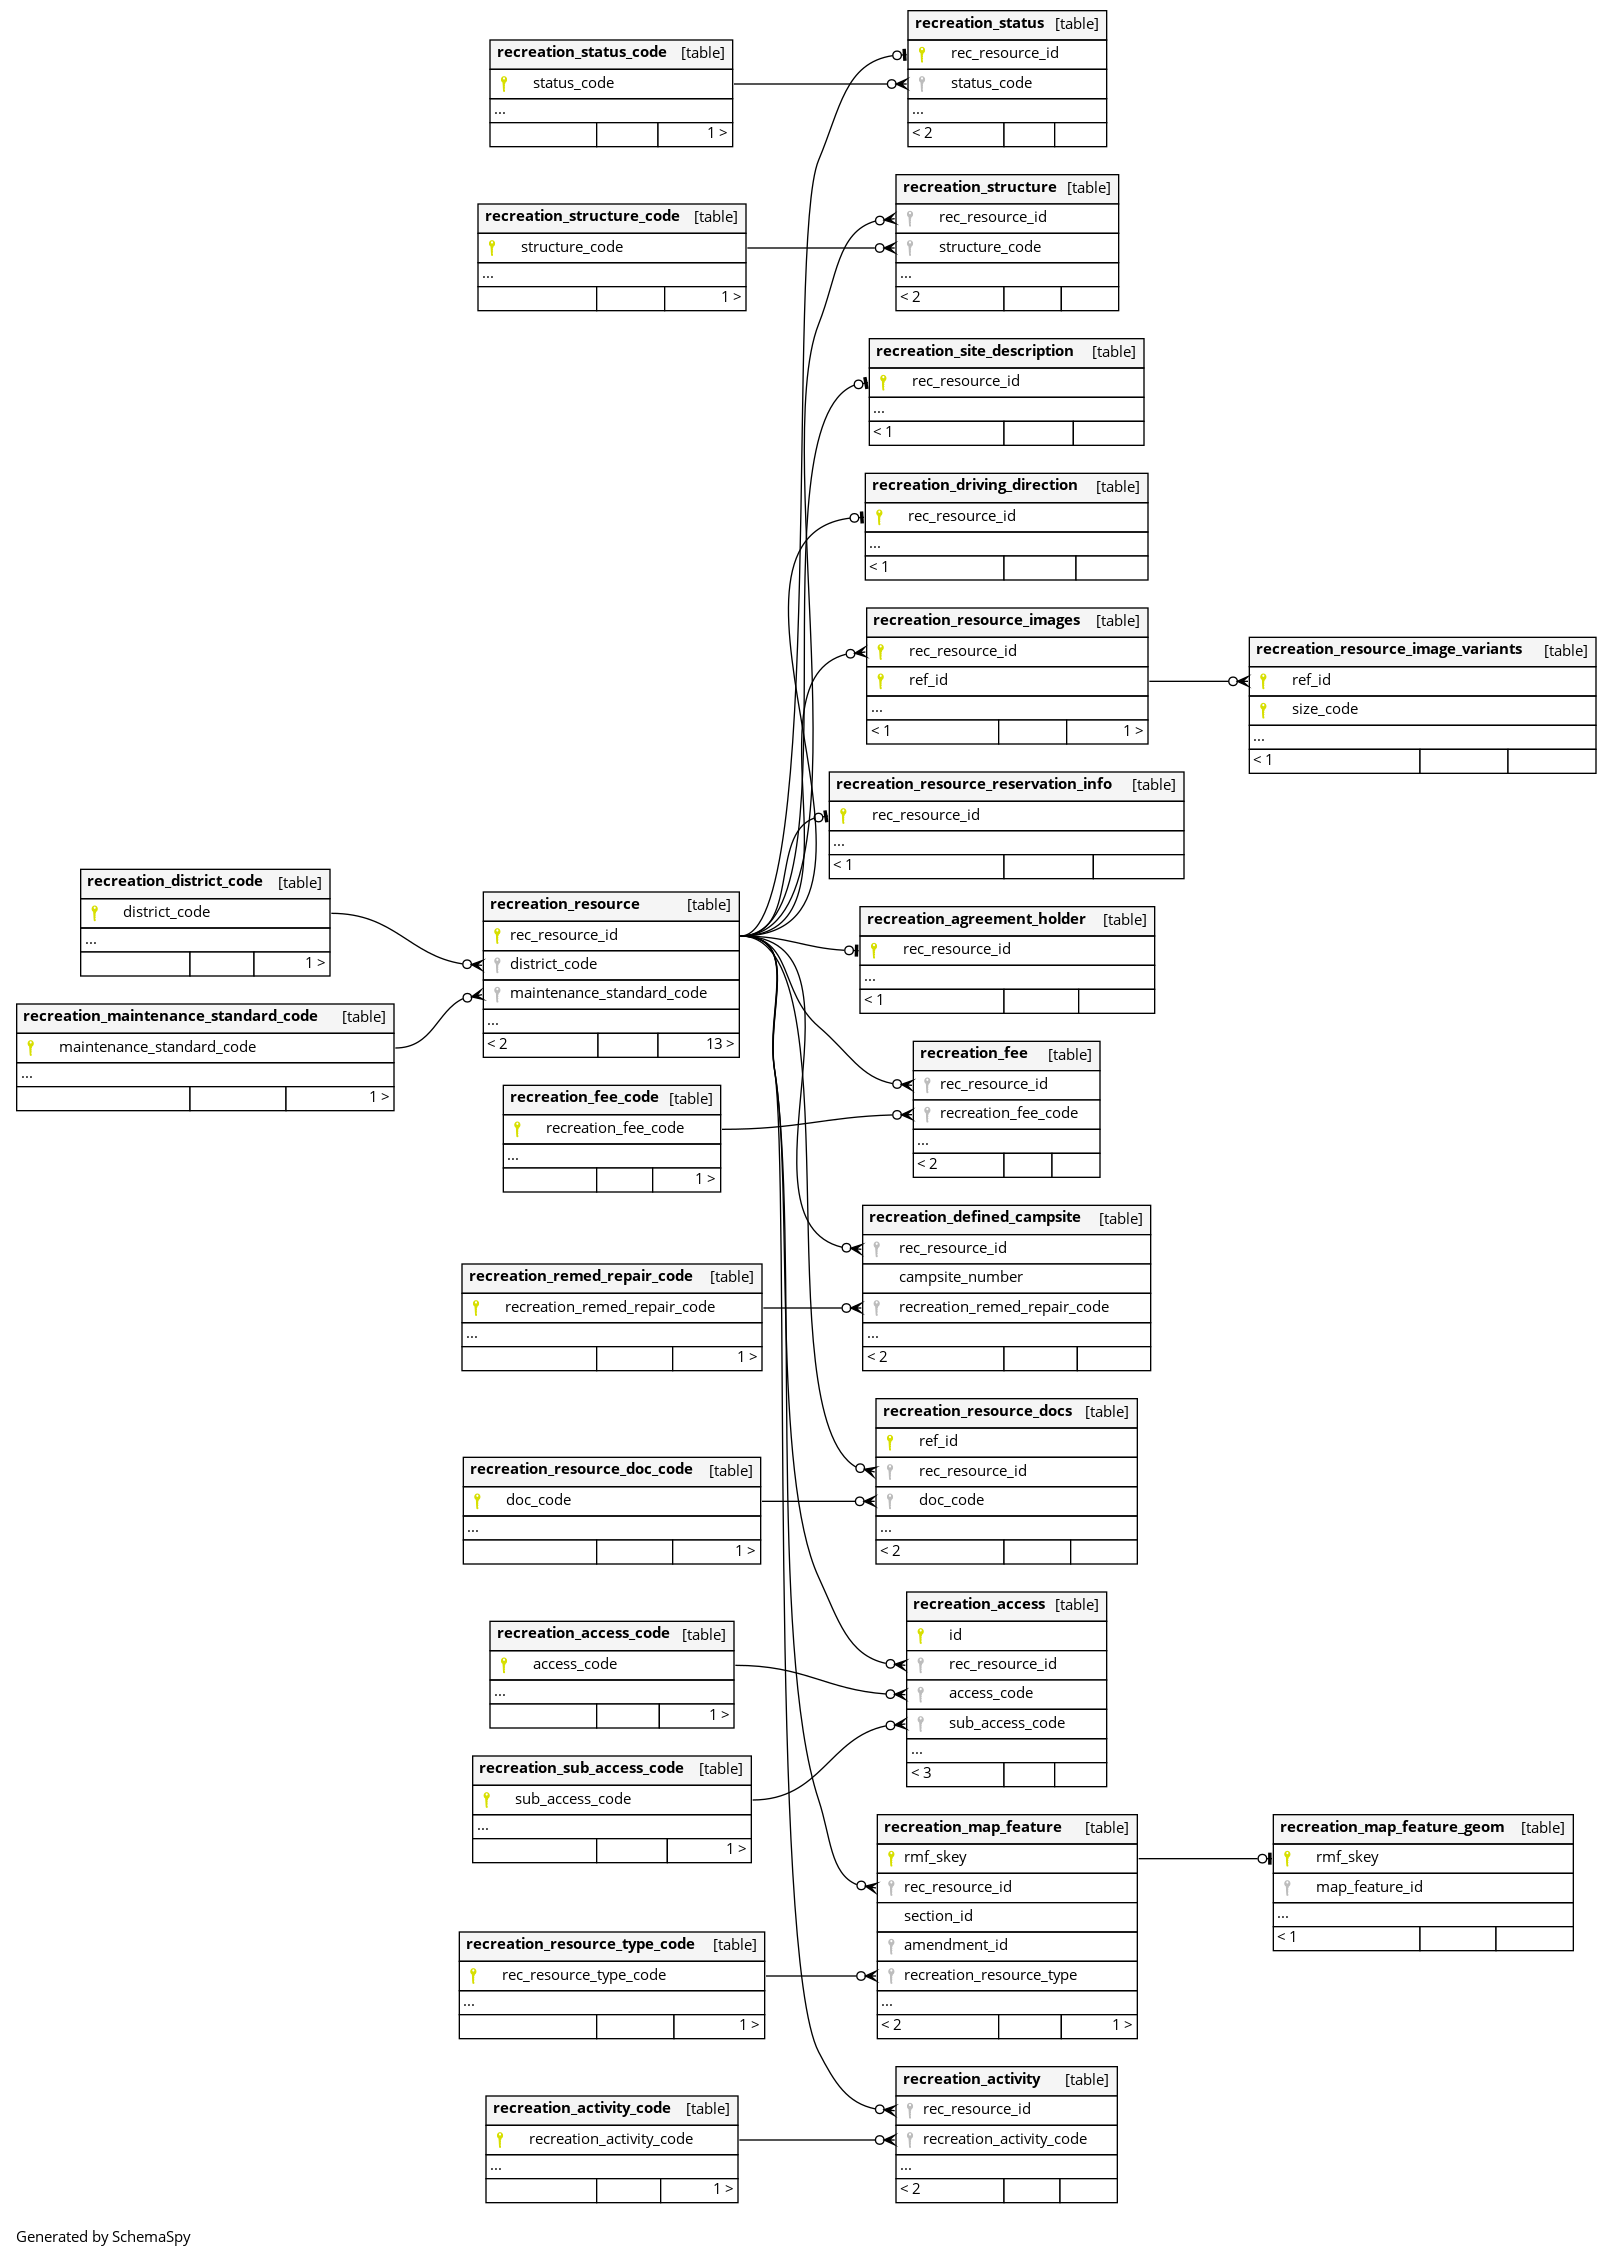 recreation_status [table]
rec_resource_id
status_code
...
< 2
recreation_status_code [table]
status_code
...
1 >
recreation_structure [table]
rec_resource_id
structure_code
...
< 2
recreation_structure_code [table]
structure_code
...
1 >
recreation_site_description [table]
rec_resource_id
...
< 1
recreation_driving_direction [table]
rec_resource_id
...
< 1
recreation_resource_images [table]
rec_resource_id
ref_id
...
< 1 1 >
recreation_resource_image_variants [table]
ref_id
size_code
...
< 1
recreation_resource_reservation_info [table]
rec_resource_id
...
< 1
recreation_district_code [table]
district_code
...
1 >
recreation_resource [table]
rec_resource_id
district_code
maintenance_standard_code
...
< 2 13 >
recreation_agreement_holder [table]
rec_resource_id
...
< 1
recreation_maintenance_standard_code [table]
maintenance_standard_code
...
1 >
recreation_fee [table]
rec_resource_id
recreation_fee_code
...
< 2
recreation_fee_code [table]
recreation_fee_code
...
1 >
recreation_defined_campsite [table]
rec_resource_id
campsite_number
recreation_remed_repair_code
...
< 2
recreation_remed_repair_code [table]
recreation_remed_repair_code
...
1 >
recreation_resource_docs [table]
ref_id
rec_resource_id
doc_code
...
< 2
recreation_resource_doc_code [table]
doc_code
...
1 >
recreation_access [table]
id
rec_resource_id
access_code
sub_access_code
...
< 3
recreation_access_code [table]
access_code
...
1 >
recreation_sub_access_code [table]
sub_access_code
...
1 >
recreation_map_feature [table]
rmf_skey
rec_resource_id
section_id
amendment_id
recreation_resource_type
...
< 2 1 >
recreation_map_feature_geom [table]
rmf_skey
map_feature_id
...
< 1
recreation_resource_type_code [table]
rec_resource_type_code
...
1 >
recreation_activity [table]
rec_resource_id
recreation_activity_code
...
< 2
recreation_activity_code [table]
recreation_activity_code
...
1 >
Generated by SchemaSpy